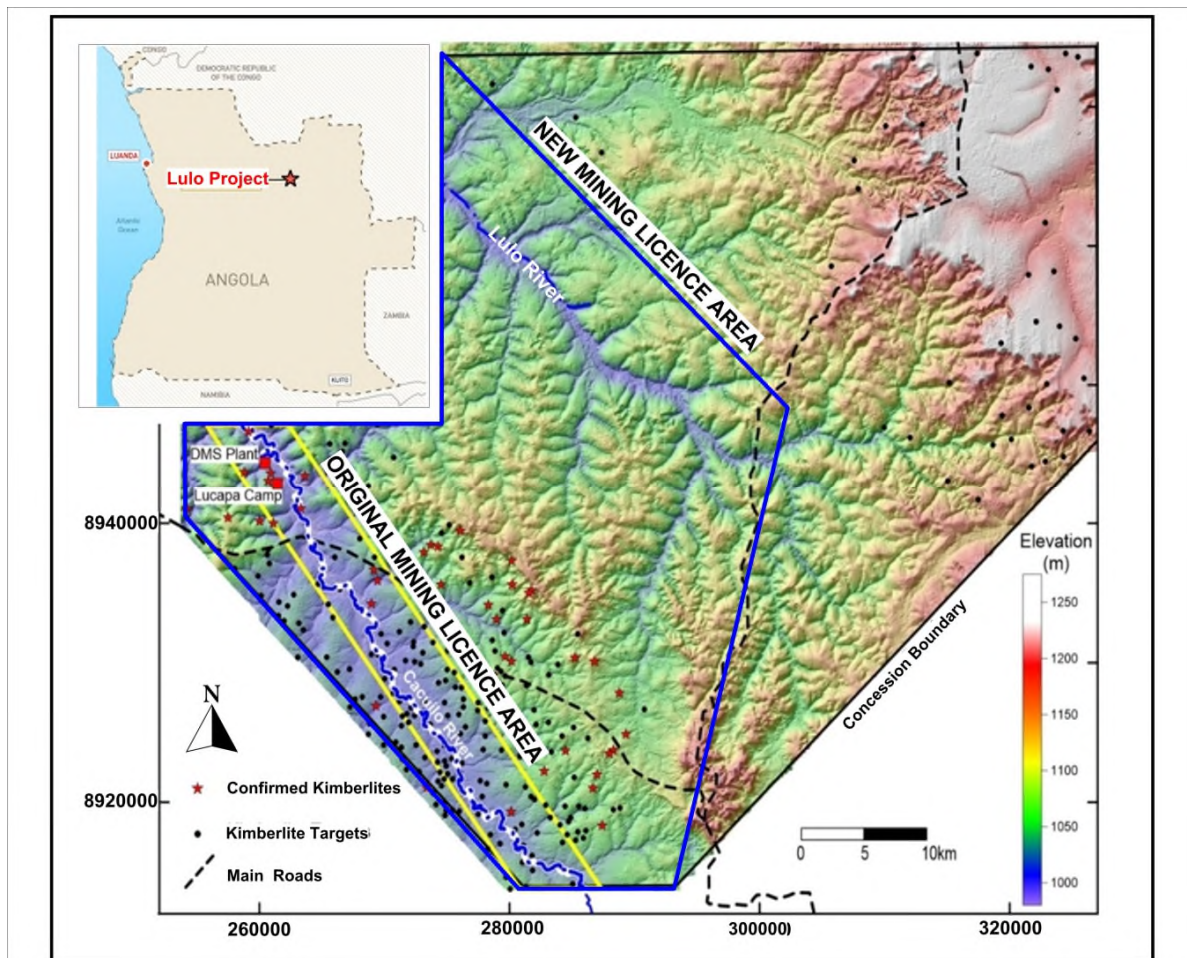 CONGO
DEMOCRATIC REPUBLIC
OF THE CONGO
LUANDA
Lulo Project
Atlantic
Ocean
ANGOLA
ZAMBIA
KUITO
NAMIBIA
NEW MINING LICENCE AREA
Lulo River
DMS Plant
Lucapa Camp
ORIGINAL MINING LICENCE AREA
Cacuilo River
Concession Boundary
8940000
8920000
N
Confirmed Kimberlites
Kimberlite Targets
Main Roads
Elevation
(m)
1250
1200
1150
1100
1050
1000
0 5 10km
260000 280000 300000 320000